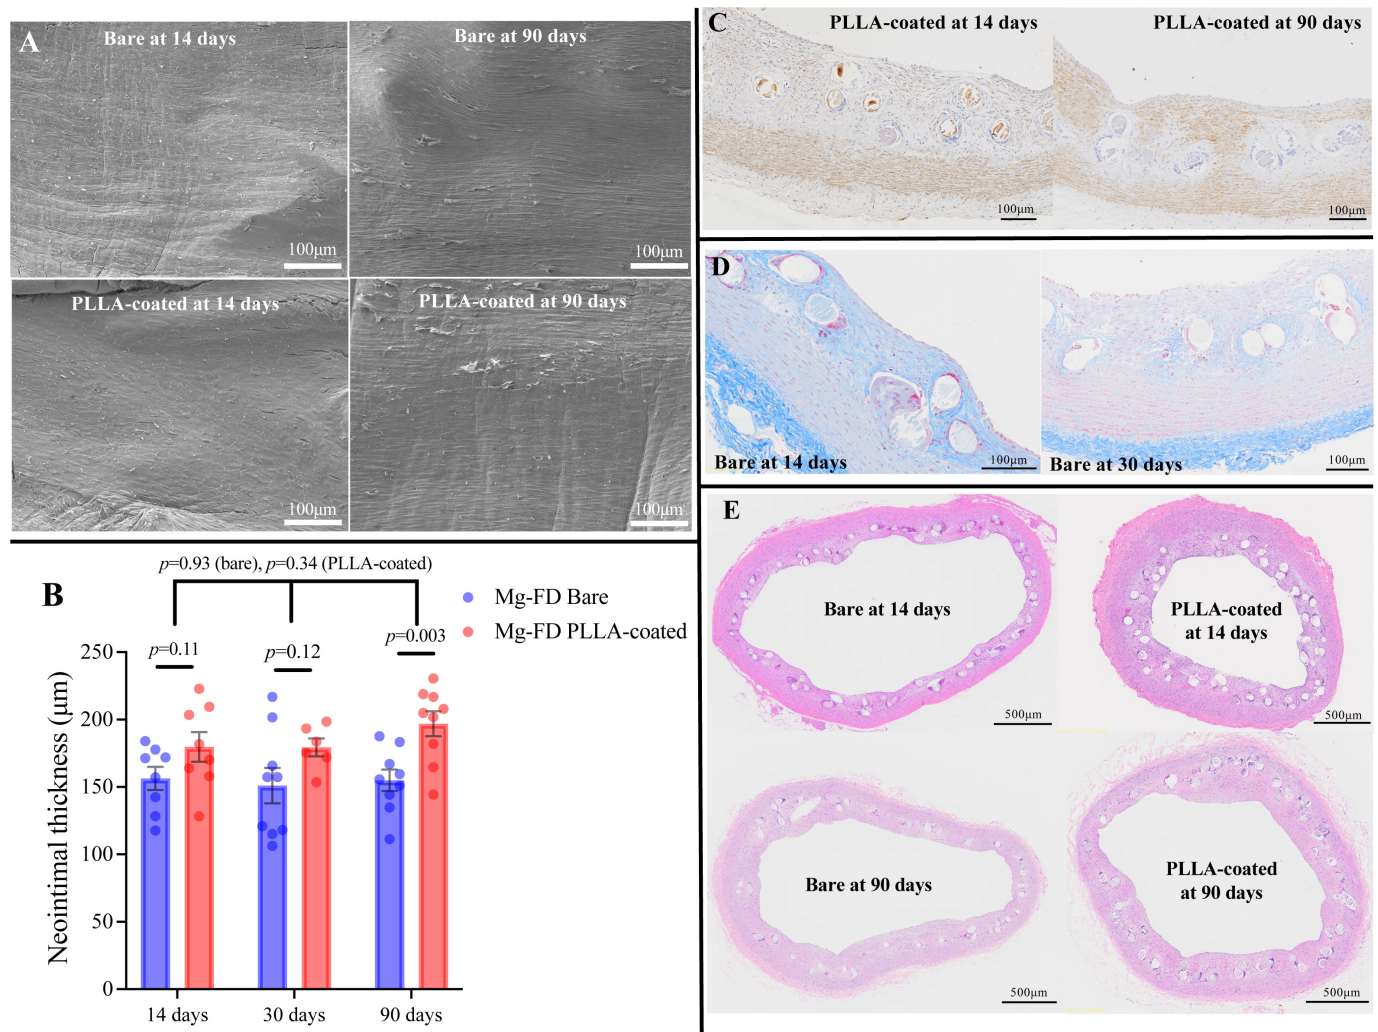 A
Bare at 14 days
100μm
Bare at 90 days
100μm
PLLA-coated at 14 days
100μm
PLLA-coated at 90 days
100μm
B
p=0.93 (bare), p=0.34 (PLLA-coated)
Mg-FD Bare
Mg-FD PLLA-coated
p=0.11
p=0.12
p=0.003
Neointimal thickness (μm)
250
200
150
100
50
0
14 days
30 days
90 days
C
PLLA-coated at 14 days
100μm
PLLA-coated at 90 days
100μm
D
Bare at 14 days
100μm
Bare at 30 days
100μm
E
Bare at 14 days
500μm
PLLA-coated
at 14 days
500μm
Bare at 90 days
500μm
PLLA-coated
at 90 days
500μm